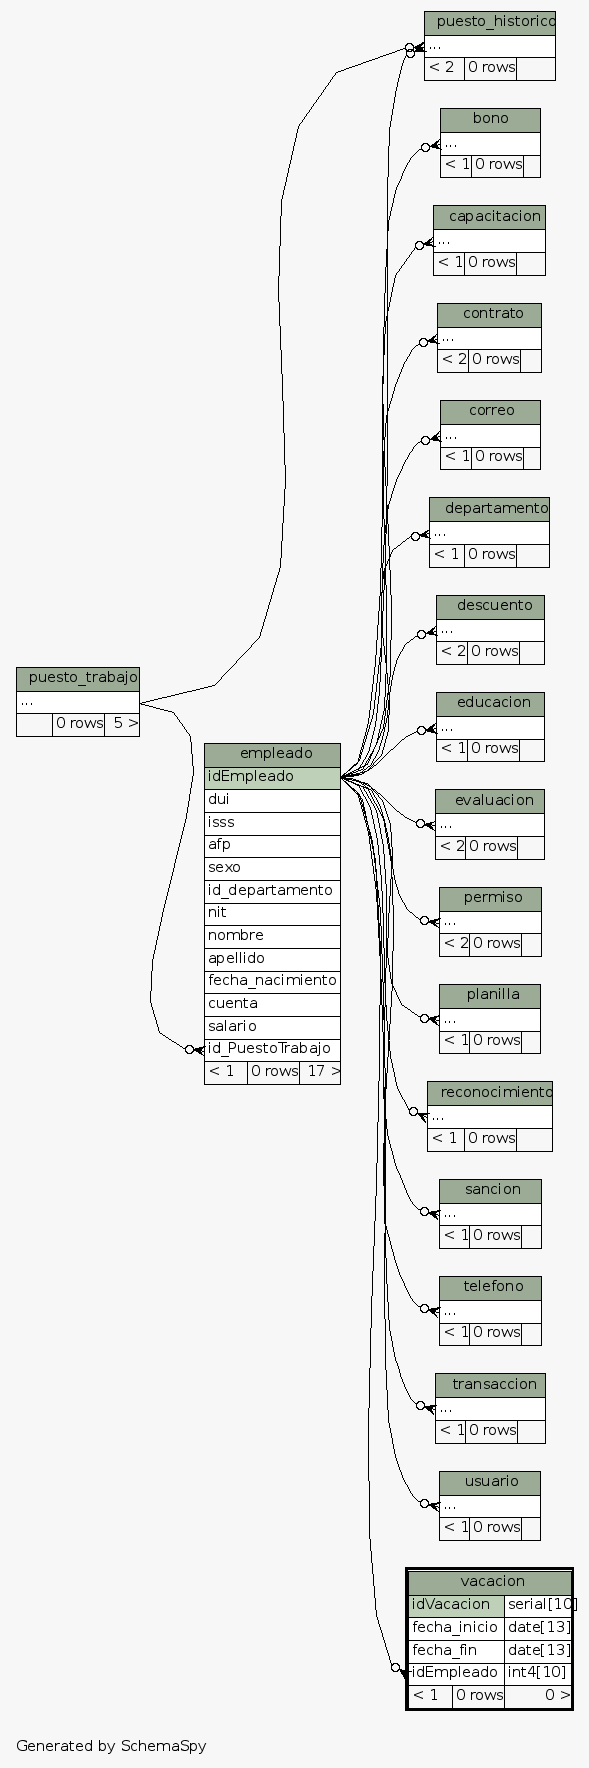 puesto_historico
...
< 2 0 rows
bono
...
< 1 0 rows
capacitacion
...
< 1 0 rows
contrato
...
< 2 0 rows
correo
...
< 1 0 rows
departamento
...
< 1 0 rows
descuento
...
< 2 0 rows
puesto_trabajo
...
0 rows 5 >
educacion
...
< 1 0 rows
empleado
idEmpleado
dui
isss
afp
sexo
id_departamento
nit
nombre
apellido
fecha_nacimiento
cuenta
salario
id_PuestoTrabajo
< 1 0 rows 17 >
evaluacion
...
< 2 0 rows
permiso
...
< 2 0 rows
planilla
...
< 1 0 rows
reconocimiento
...
< 1 0 rows
sancion
...
< 1 0 rows
telefono
...
< 1 0 rows
transaccion
...
< 1 0 rows
usuario
...
< 1 0 rows
vacacion
idVacacion serial[10]
fecha_inicio date[13]
fecha_fin date[13]
idEmpleado int4[10]
< 1 0 rows 0 >
Generated by SchemaSpy